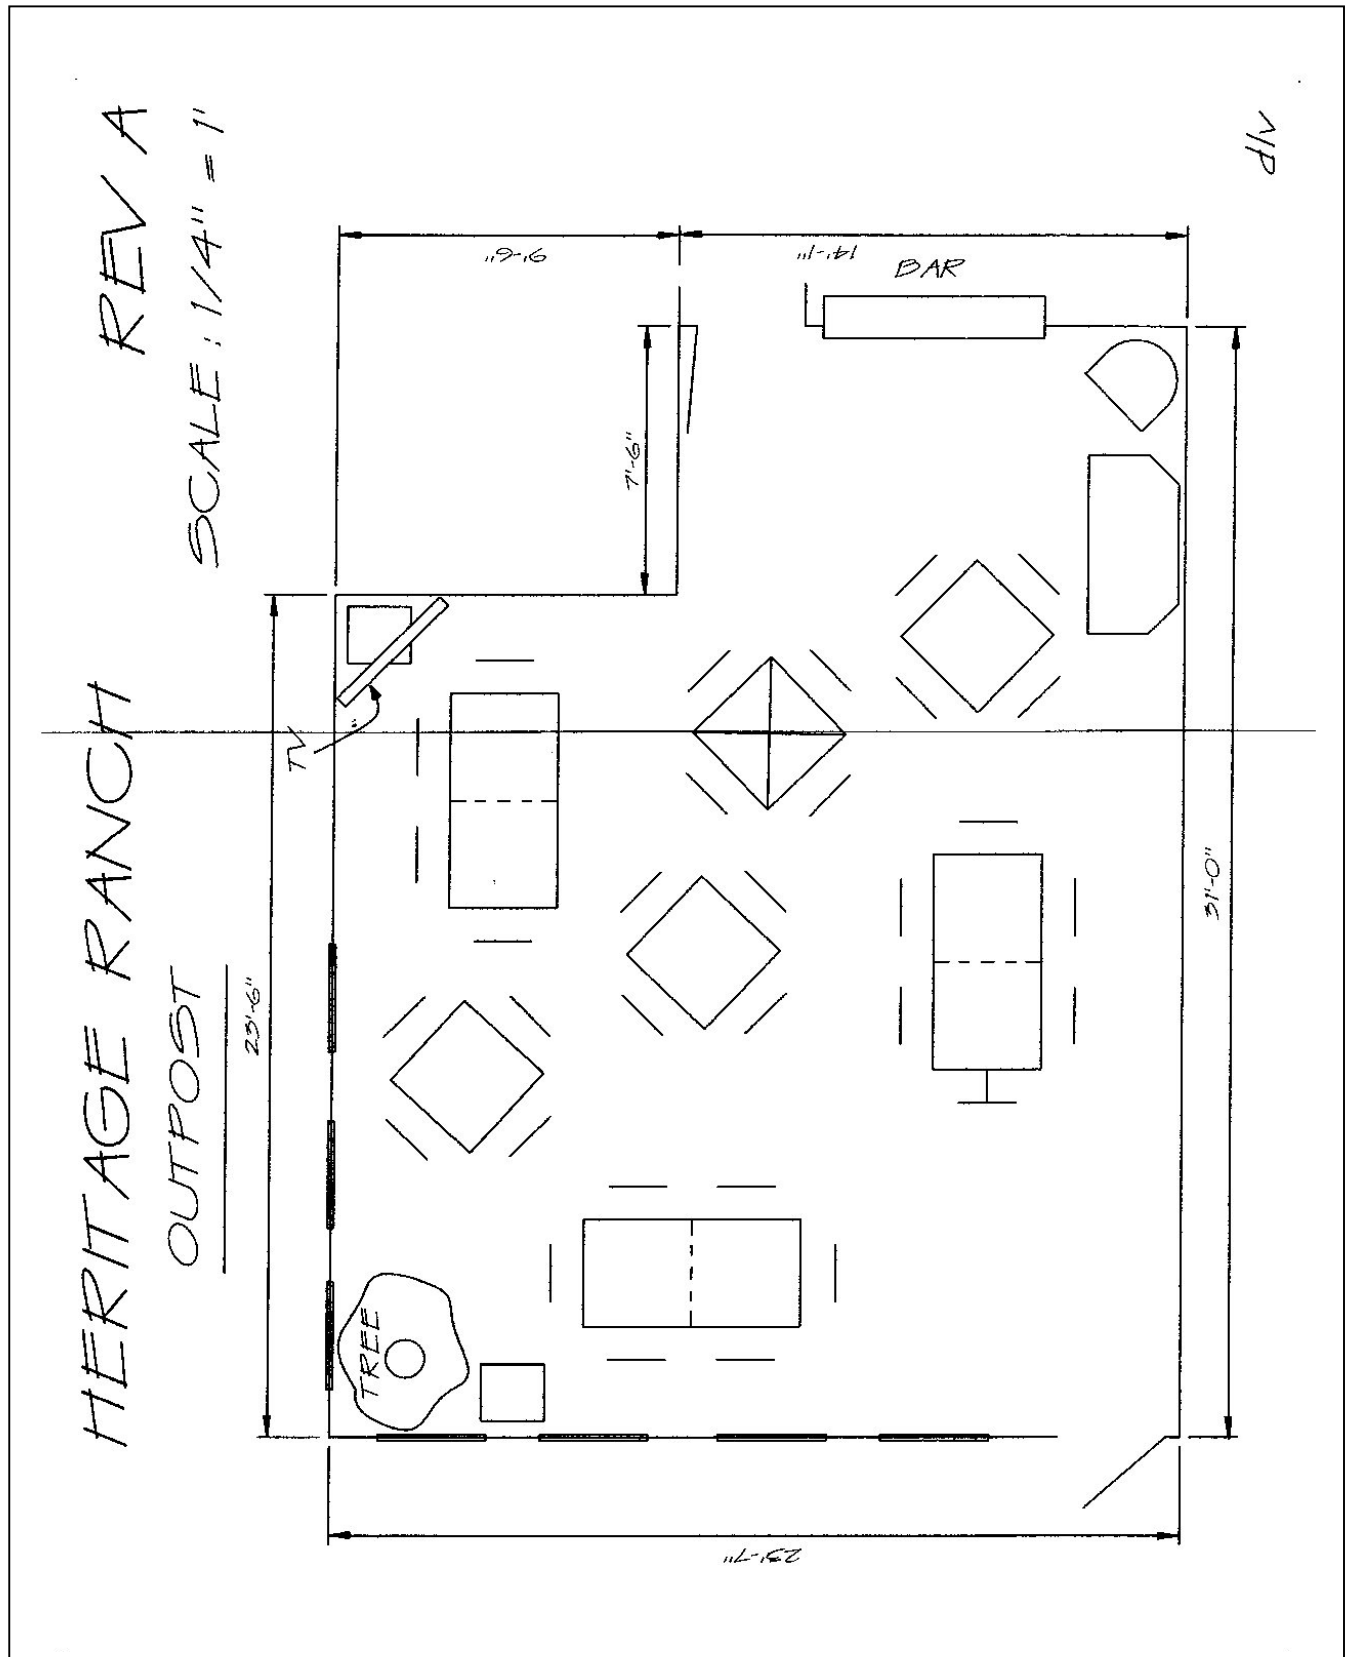 HERITAGE RANCH
REV A
OUTPOST
SCALE: 1/4" = 1'
23'-6"
TV
TREE
9'-6"
7'-6"
14'-1"
BAR
31'-0"
23'-7"
dlv